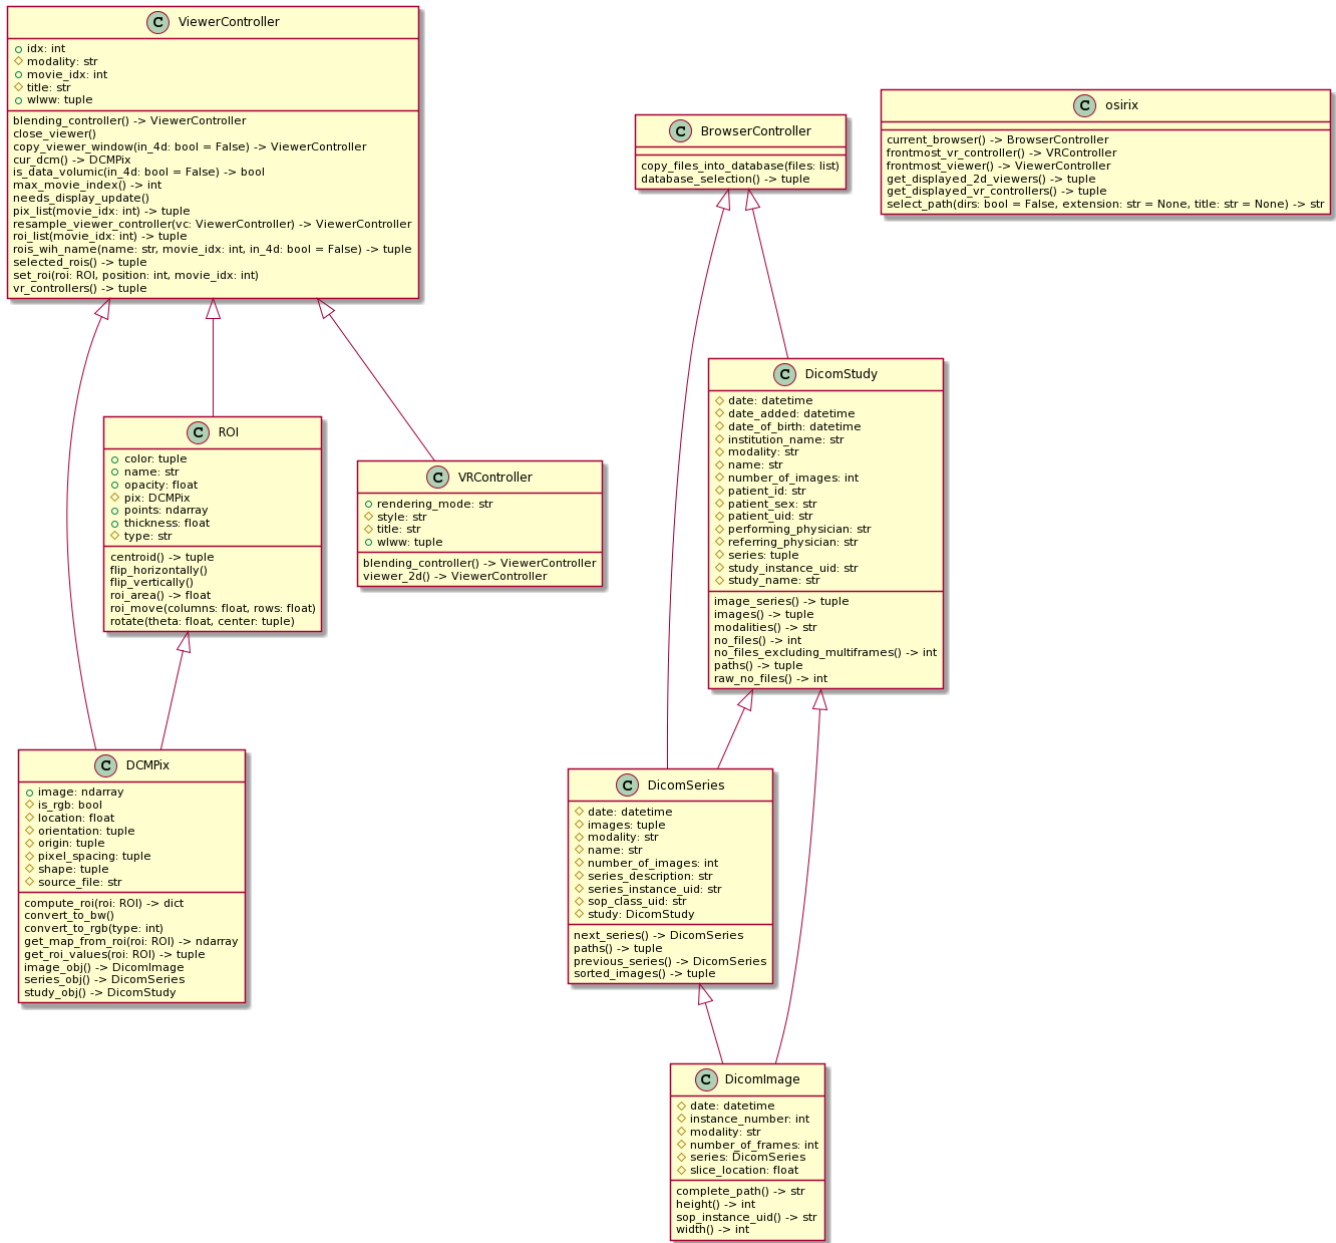 C ViewerController
idx: int
modality: str
movie_idx: int
title: str
wlww: tuple
blending_controller() -> ViewerController
close_viewer()
copy_viewer_window(in_4d: bool = False) -> ViewerController
cur_dcm() -> DCMPix
is_data_volumic(in_4d: bool = False) -> bool
max_movie_index() -> int
needs_display_update()
pix_list(movie_idx: int) -> tuple
resample_viewer_controller(vc: ViewerController) -> ViewerController
roi_list(movie_idx: int) -> tuple
rois_wih_name(name: str, movie_idx: int, in_4d: bool = False) -> tuple
selected_rois() -> tuple
set_roi(roi: ROI, position: int, movie_idx: int)
vr_controllers() -> tuple
C BrowserController
copy_files_into_database(files: list)
database_selection() -> tuple
C osirix
current_browser() -> BrowserController
frontmost_vr_controller() -> VRController
frontmost_viewer() -> ViewerController
get_displayed_2d_viewers() -> tuple
get_displayed_vr_controllers() -> tuple
select_path(dirs: bool = False, extension: str = None, title: str = None) -> str
C ROI
color: tuple
name: str
opacity: float
pix: DCMPix
points: ndarray
thickness: float
type: str
centroid() -> tuple
flip_horizontally()
flip_vertically()
roi_area() -> float
roi_move(columns: float, rows: float)
rotate(theta: float, center: tuple)
C VRController
rendering_mode: str
style: str
title: str
wlww: tuple
blending_controller() -> ViewerController
viewer_2d() -> ViewerController
C DicomStudy
date: datetime
date_added: datetime
date_of_birth: datetime
institution_name: str
modality: str
name: str
number_of_images: int
patient_id: str
patient_sex: str
patient_uid: str
performing_physician: str
referring_physician: str
series: tuple
study_instance_uid: str
study_name: str
image_series() -> tuple
images() -> tuple
modalities() -> str
no_files() -> int
no_files_excluding_multiframes() -> int
paths() -> tuple
raw_no_files() -> int
C DCMPix
image: ndarray
is_rgb: bool
location: float
orientation: tuple
origin: tuple
pixel_spacing: tuple
shape: tuple
source_file: str
compute_roi(roi: ROI) -> dict
convert_to_bw()
convert_to_rgb(type: int)
get_map_from_roi(roi: ROI) -> ndarray
get_roi_values(roi: ROI) -> tuple
image_obj() -> DicomImage
series_obj() -> DicomSeries
study_obj() -> DicomStudy
C DicomSeries
date: datetime
images: tuple
modality: str
name: str
number_of_images: int
series_description: str
series_instance_uid: str
sop_class_uid: str
study: DicomStudy
next_series() -> DicomSeries
paths() -> tuple
previous_series() -> DicomSeries
sorted_images() -> tuple
C DicomImage
date: datetime
instance_number: int
modality: str
number_of_frames: int
series: DicomSeries
slice_location: float
complete_path() -> str
height() -> int
sop_instance_uid() -> str
width() -> int